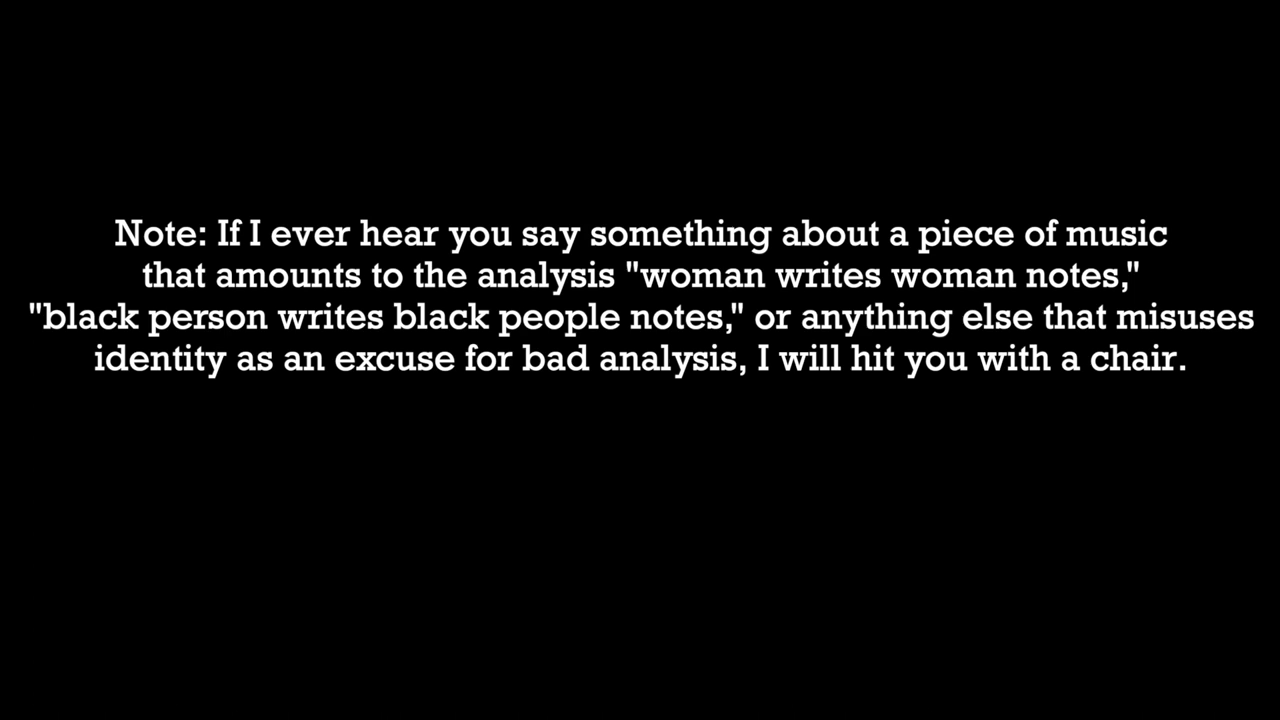 Note: If I ever hear you say something about a piece of music
that amounts to the analysis "woman writes woman notes,"
"black person writes black people notes," or anything else that misuses
identity as an excuse for bad analysis, I will hit you with a chair.